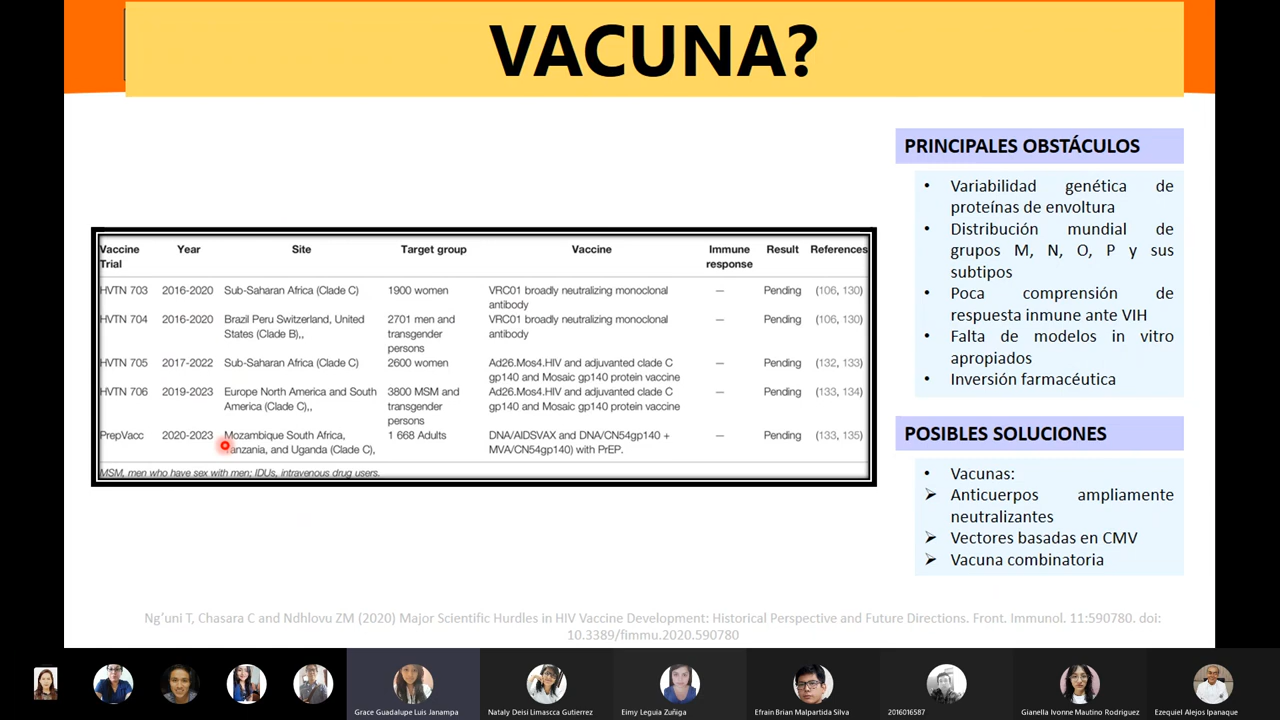 VACUNA?
Vaccine Trial Year Site Target group Vaccine Immune response Result References
HVTN 703 2016-2020 Sub-Saharan Africa (Clade C) 1900 women VRC01 broadly neutralizing monoclonal antibody — Pending (106, 130)
HVTN 704 2016-2020 Brazil Peru Switzerland, United States (Clade B),, 2701 men and transgender persons VRC01 broadly neutralizing monoclonal antibody — Pending (106, 130)
HVTN 705 2017-2022 Sub-Saharan Africa (Clade C) 2600 women Ad26.Mos4.HIV and adjuvanted clade C gp140 and Mosaic gp140 protein vaccine — Pending (132, 133)
HVTN 706 2019-2023 Europe North America and South America (Clade C),, 3800 MSM and transgender persons Ad26.Mos4.HIV and adjuvanted clade C gp140 and Mosaic gp140 protein vaccine — Pending (133, 134)
PrepVacc 2020-2023 Mozambique South Africa, Tanzania, and Uganda (Clade C), 1 668 Adults DNA/AIDSVAX and DNA/CN54gp140 + MVA/CN54gp140) with PrEP. — Pending (133, 135)
MSM, men who have sex with men; IDUs, intravenous drug users.
PRINCIPALES OBSTÁCULOS
• Variabilidad genética de
proteínas de envoltura
• Distribución mundial de
grupos M, N, O, P y sus
subtipos
• Poca comprensión de
respuesta inmune ante VIH
• Falta de modelos in vitro
apropiados
• Inversión farmacéutica
POSIBLES SOLUCIONES
• Vacunas:
➢ Anticuerpos ampliamente
neutralizantes
➢ Vectores basadas en CMV
➢ Vacuna combinatoria
Ng'uni T, Chasara C and Ndhlovu ZM (2020) Major Scientific Hurdles in HIV Vaccine Development: Historical Perspective and Future Directions. Front. Immunol. 11:590780. doi:
10.3389/fimmu.2020.590780
Grace Guadalupe Luis Janampa
Nataly Deisi Limascca Gutierrez
Eimy Leguia Zuñiga
Efrain Brian Malpartida Silva
2016016587
Gianella Ivonne Mautino Rodriguez
Ezequiel Alejos Ipanaque